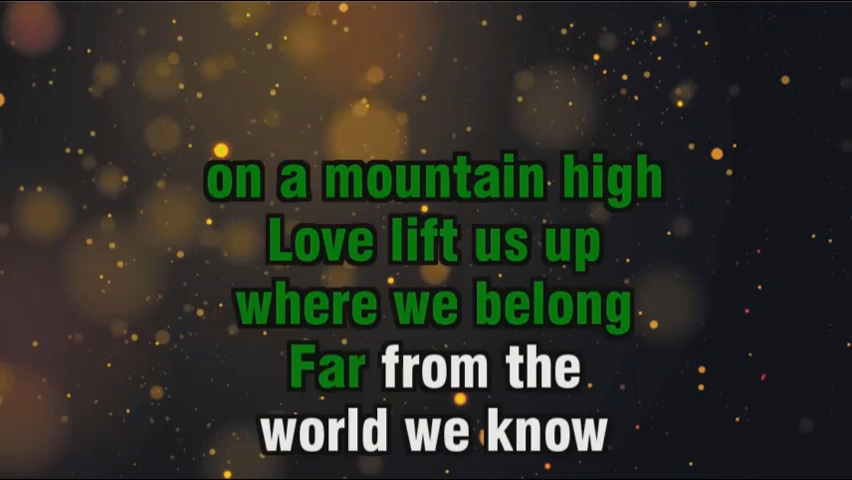 on a mountain high
Love lift us up
where we belong
Far from the
world we know